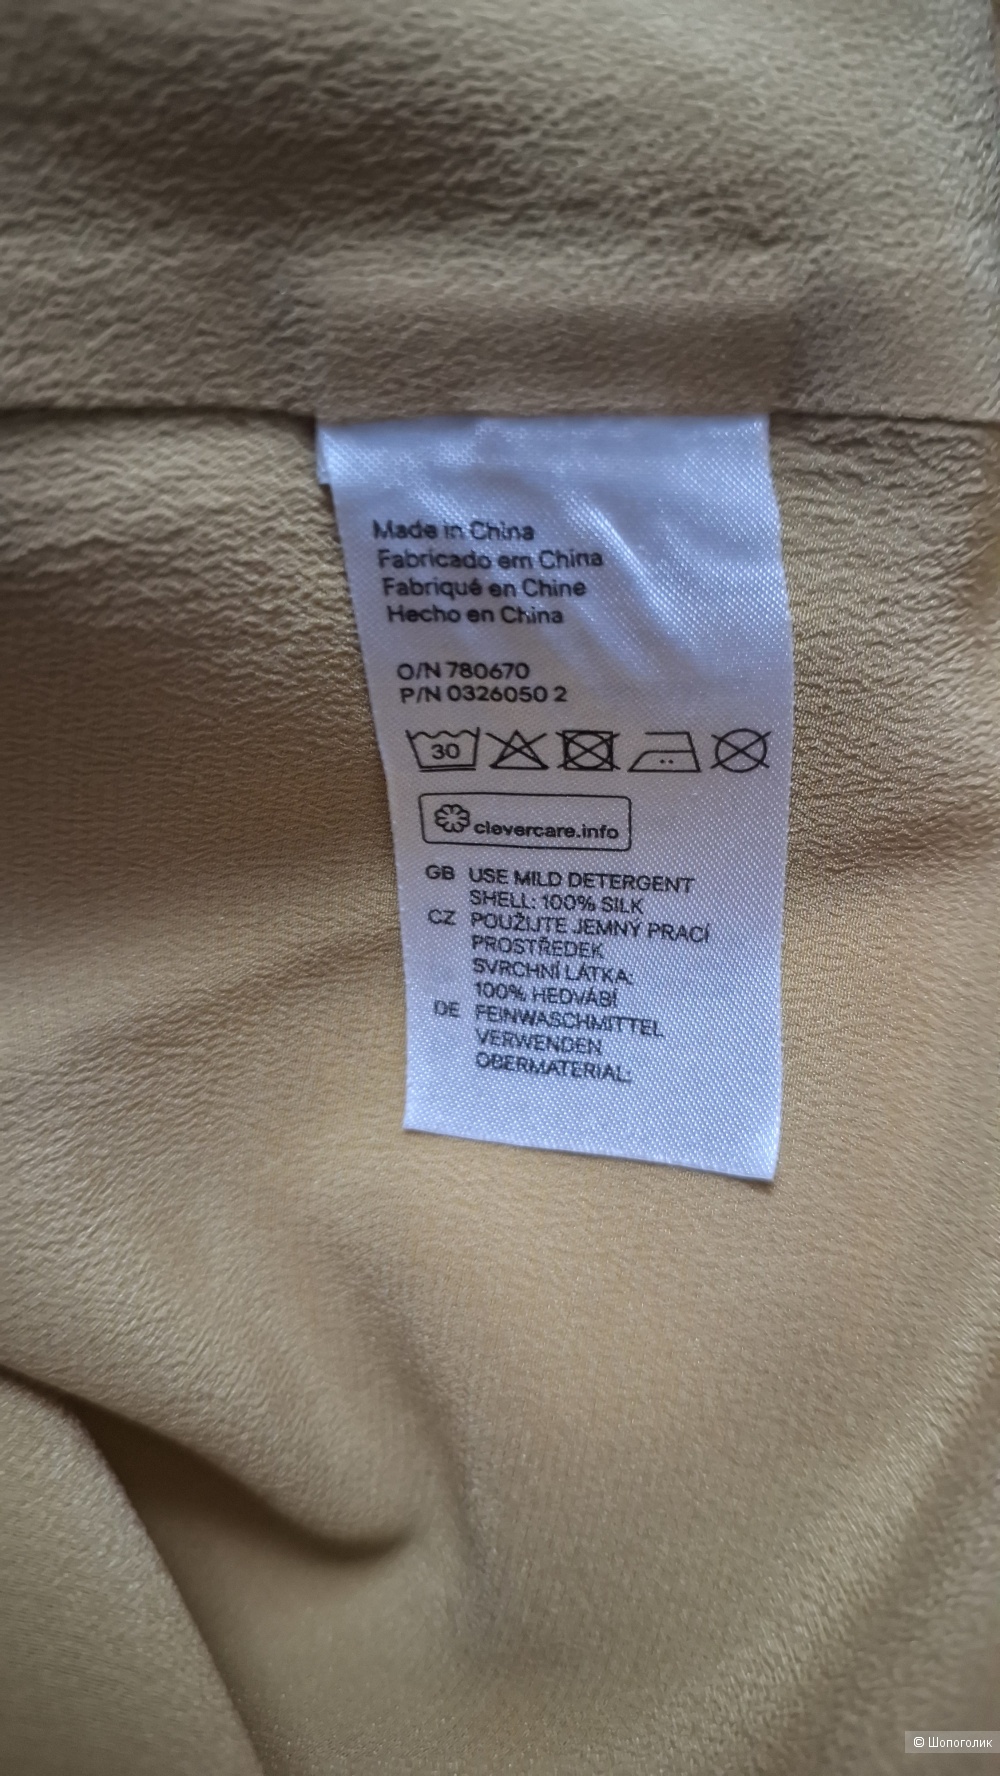 Made in China
Fabricado em China
Fabriqué en Chine
Hecho en China
O/N 780670
P/N 0326050 2
30
clevercare.info
GB USE MILD DETERGENT
SHELL: 100% SILK
CZ POUŽIJTE JEMNÝ PRACÍ
PROSTŘEDEK
SVRCHNÍ LÁTKA:
100% HEDVÁBÍ
DE FEINWASCHMITTEL
VERWENDEN
OBERMATERIAL:
© Шопоголик